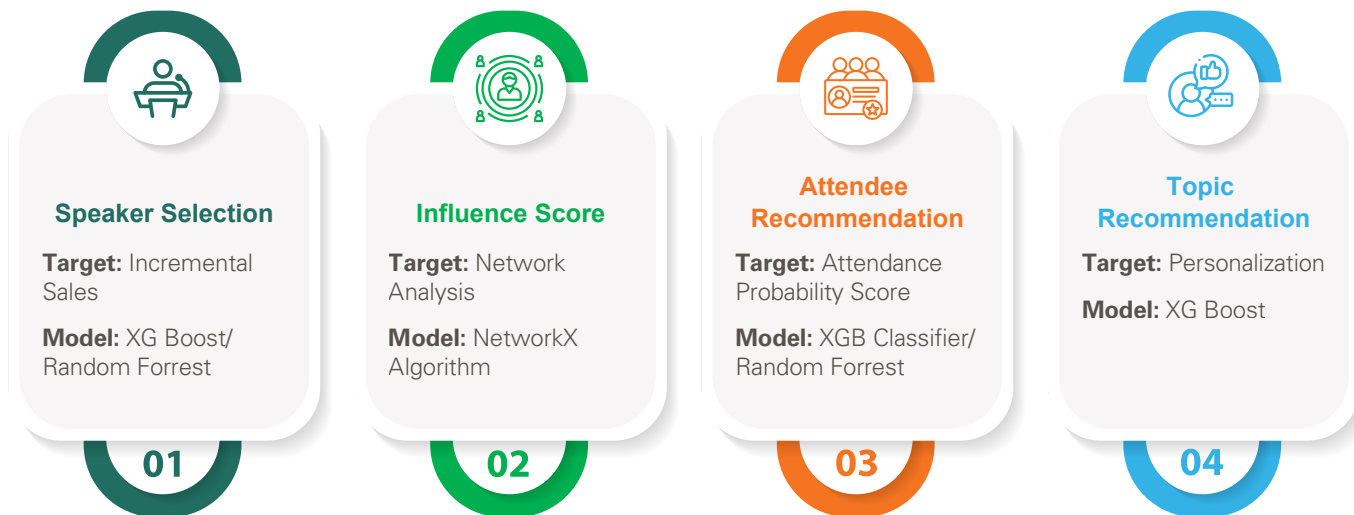 Speaker Selection
Target: Incremental
Sales
Model: XG Boost/
Random Forrest
01
Influence Score
Target: Network
Analysis
Model: NetworkX
Algorithm
02
Attendee
Recommendation
Target: Attendance
Probability Score
Model: XGB Classifier/
Random Forrest
03
Topic
Recommendation
Target: Personalization
Model: XG Boost
04